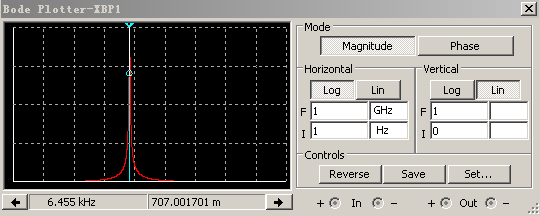 Bode Plotter-XBP1
Mode
Magnitude Phase
Horizontal Vertical
Log Lin Log Lin
F 1 GHz F 1
I 1 Hz I 0
Controls
Reverse Save Set...
6.455 kHz 707.001701 m + In - + Out -